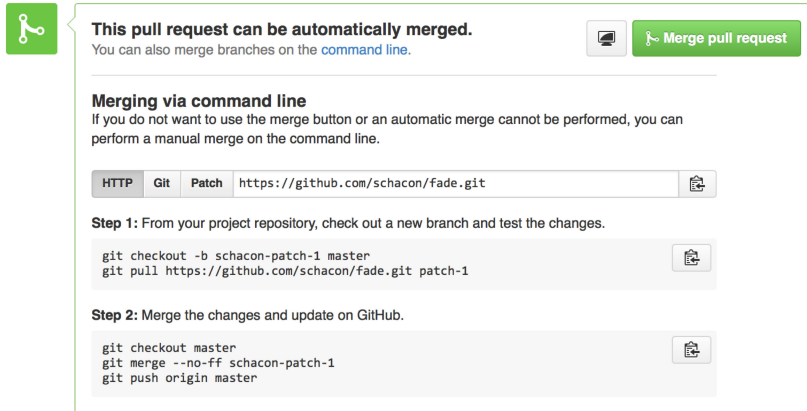 This pull request can be automatically merged.
You can also merge branches on the command line.
Merge pull request
Merging via command line
If you do not want to use the merge button or an automatic merge cannot be performed, you can
perform a manual merge on the command line.
HTTP Git Patch https://github.com/schacon/fade.git
Step 1: From your project repository, check out a new branch and test the changes.
git checkout -b schacon-patch-1 master
git pull https://github.com/schacon/fade.git patch-1
Step 2: Merge the changes and update on GitHub.
git checkout master
git merge --no-ff schacon-patch-1
git push origin master